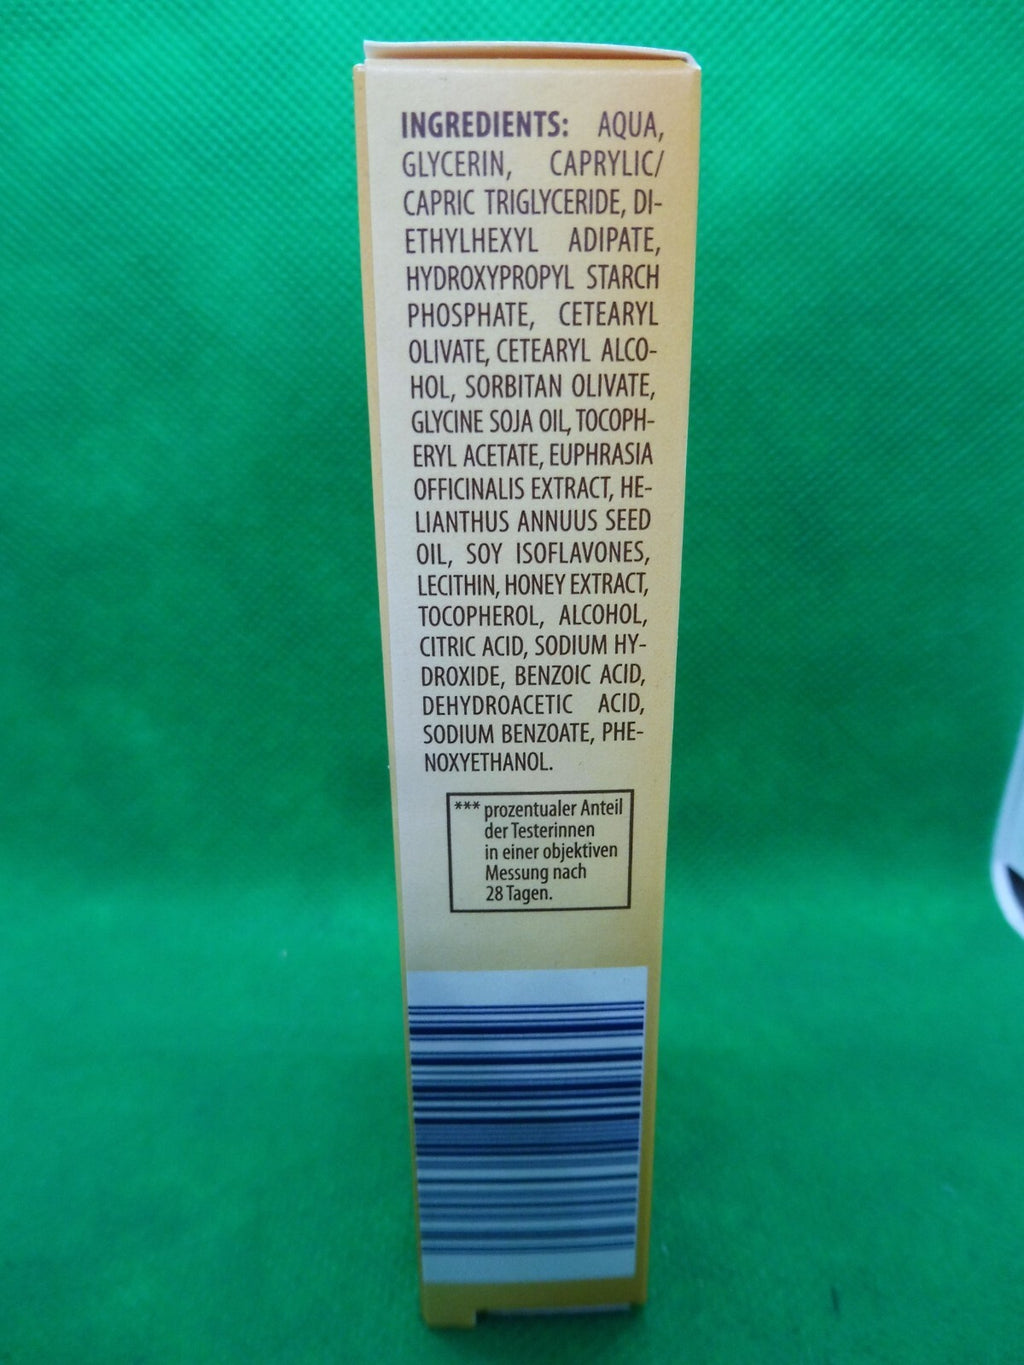 INGREDIENTS: AQUA,
GLYCERIN, CAPRYLIC/
CAPRIC TRIGLYCERIDE, DI-
ETHYLHEXYL ADIPATE,
HYDROXYPROPYL STARCH
PHOSPHATE, CETEARYL
OLIVATE, CETEARYL ALCO-
HOL, SORBITAN OLIVATE,
GLYCINE SOJA OIL, TOCOPH-
ERYL ACETATE, EUPHRASIA
OFFICINALIS EXTRACT, HE-
LIANTHUS ANNUUS SEED
OIL, SOY ISOFLAVONES,
LECITHIN, HONEY EXTRACT,
TOCOPHEROL, ALCOHOL,
CITRIC ACID, SODIUM HY-
DROXIDE, BENZOIC ACID,
DEHYDROACETIC ACID,
SODIUM BENZOATE, PHE-
NOXYETHANOL.
*** prozentualer Anteil
der Testerinnen
in einer objektiven
Messung nach
28 Tagen.